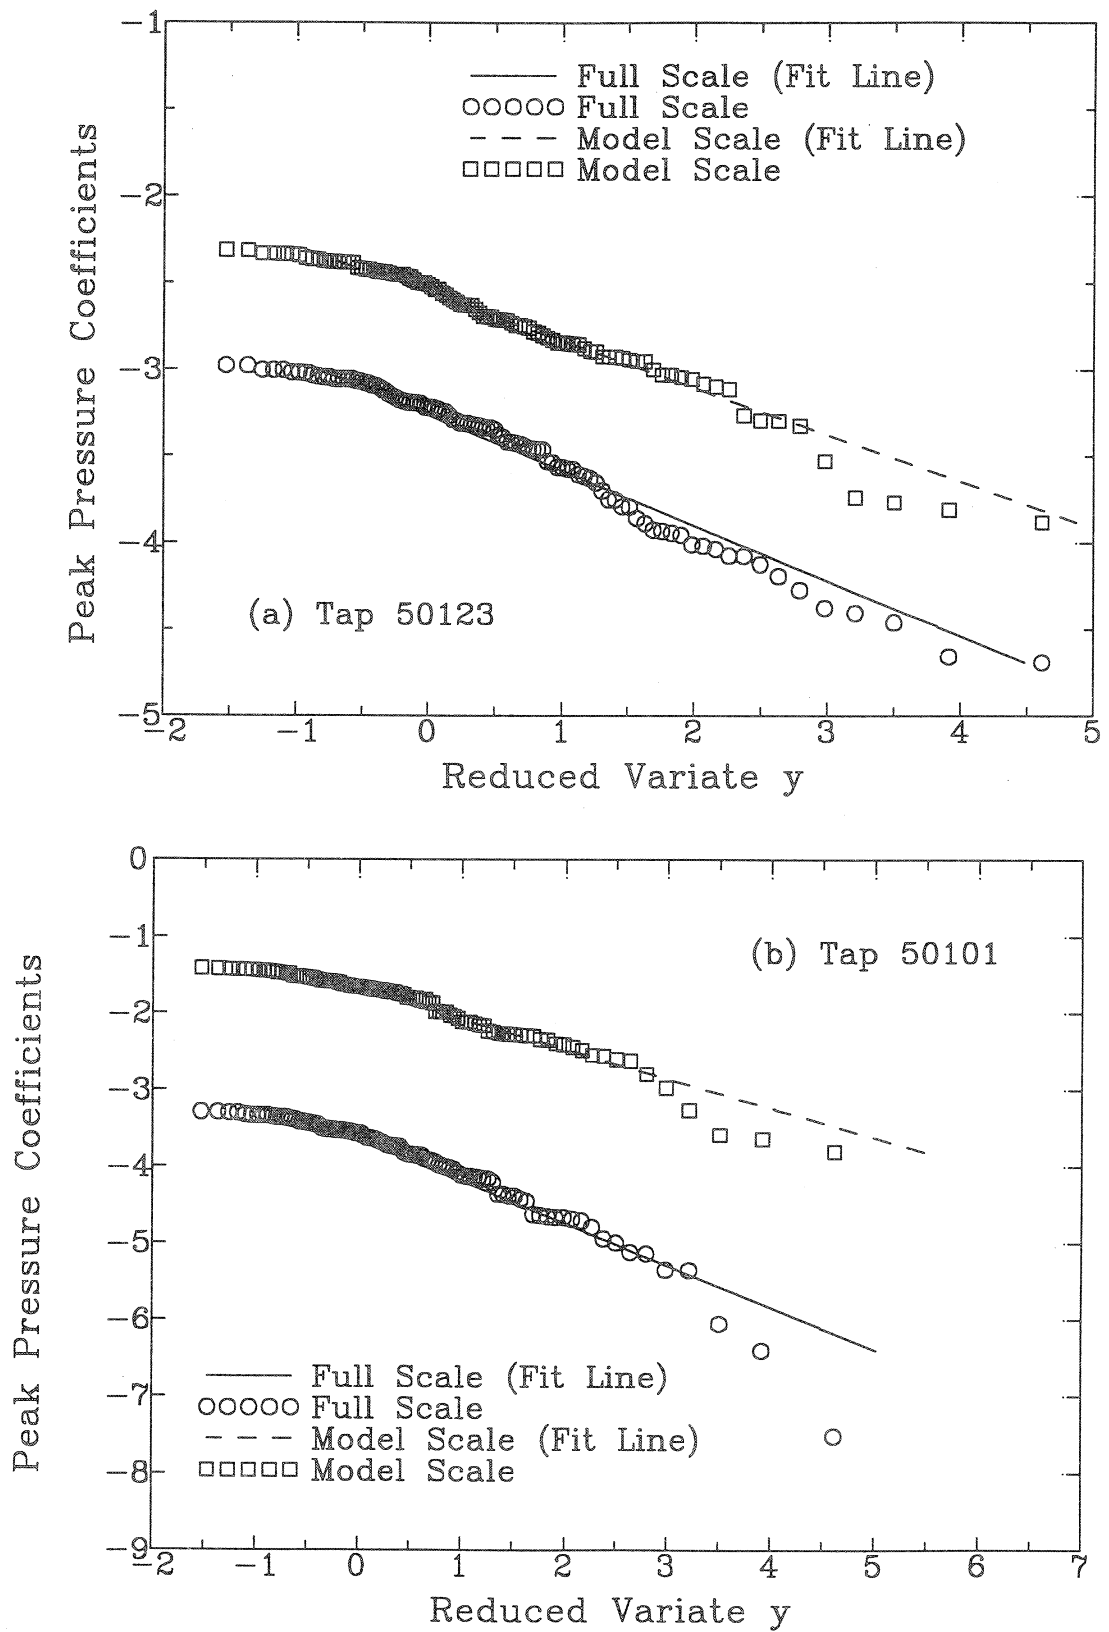 −1
−2
−3
−4
−5
Peak Pressure Coefficients
Full Scale (Fit Line)
Full Scale
Model Scale (Fit Line)
Model Scale
(a) Tap 50123
−2 −1 0 1 2 3 4 5
Reduced Variate y
0
−1
−2
−3
−4
−5
−6
−7
−8
−9
Peak Pressure Coefficients
(b) Tap 50101
Full Scale (Fit Line)
Full Scale
Model Scale (Fit Line)
Model Scale
−2 −1 0 1 2 3 4 5 6 7
Reduced Variate y